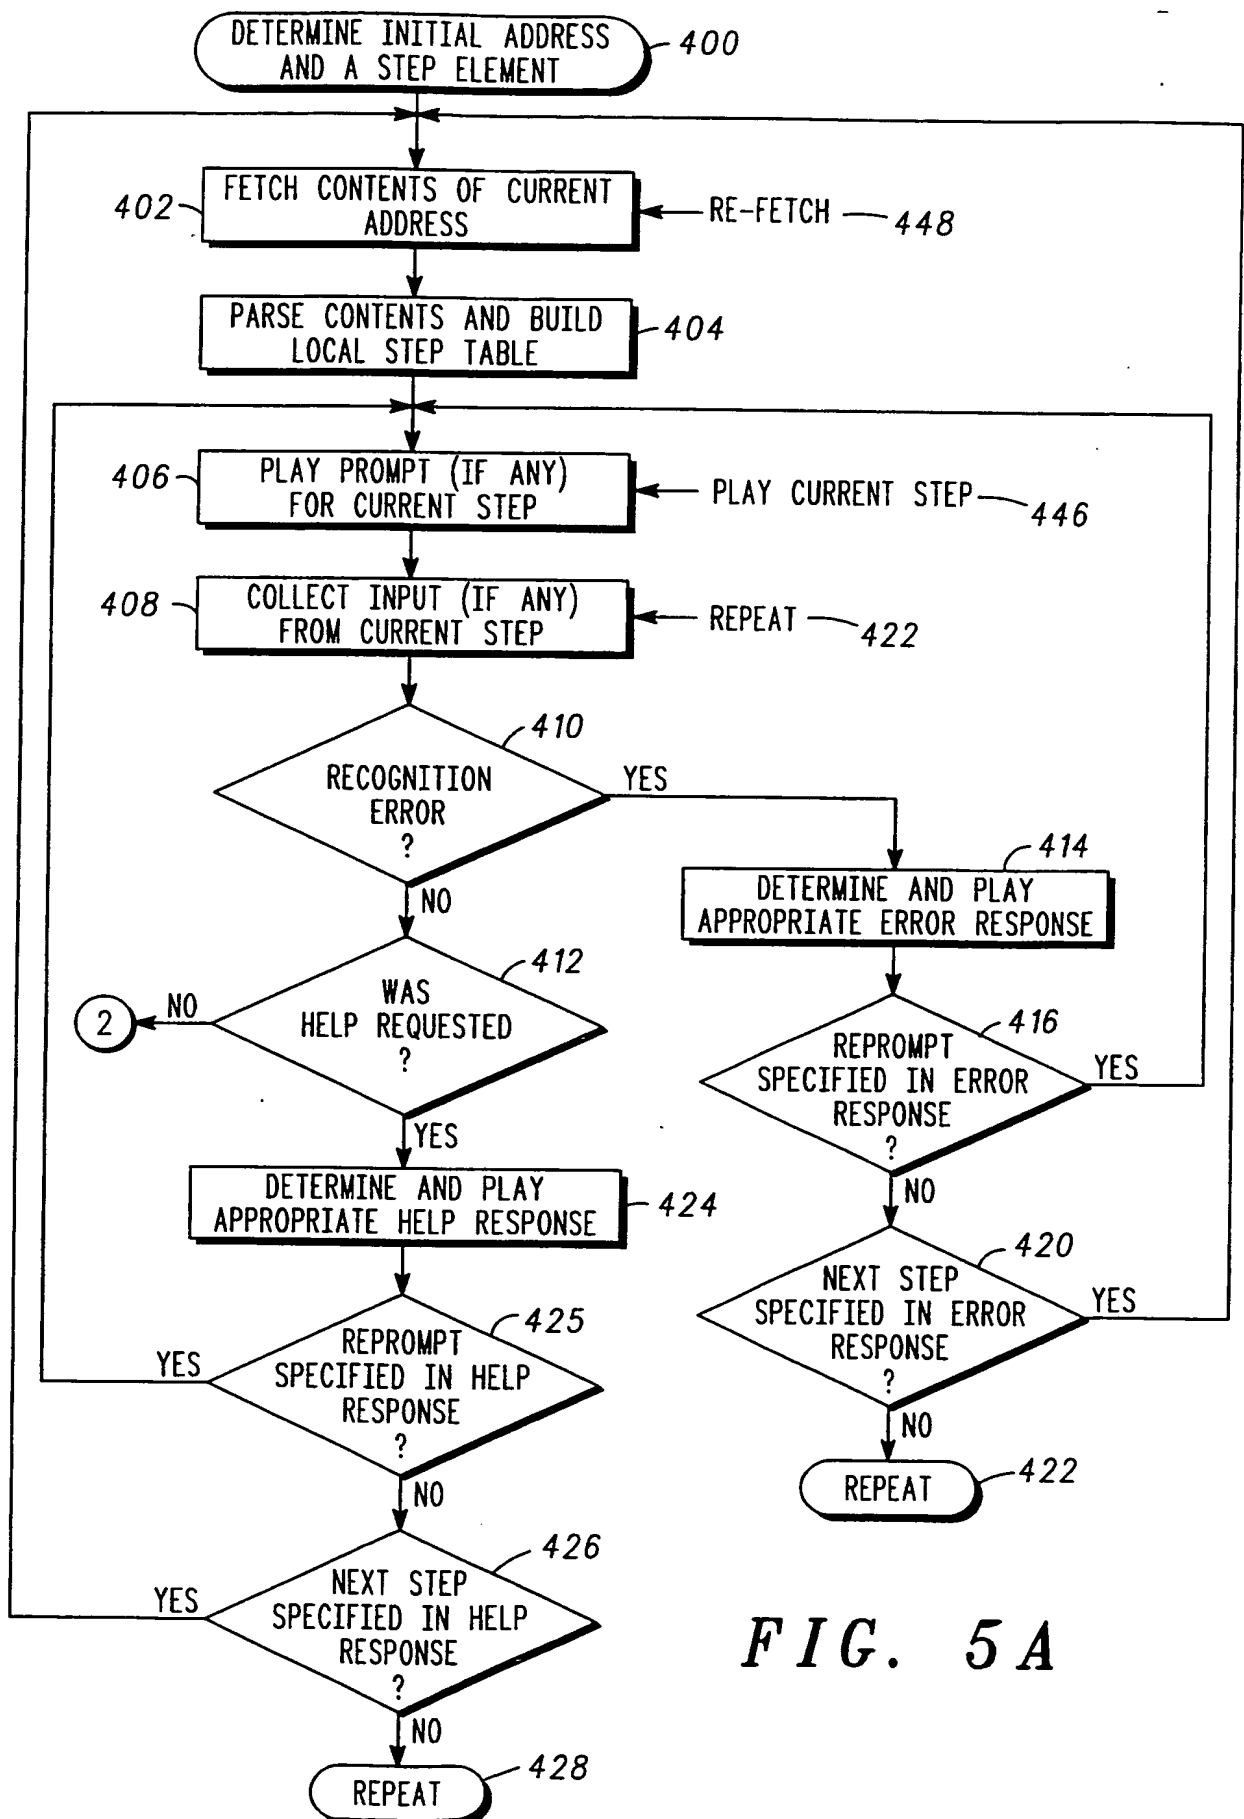 DETERMINE INITIAL ADDRESS
AND A STEP ELEMENT
400
402
FETCH CONTENTS OF CURRENT
ADDRESS
RE-FETCH
448
PARSE CONTENTS AND BUILD
LOCAL STEP TABLE
404
406
PLAY PROMPT (IF ANY)
FOR CURRENT STEP
PLAY CURRENT STEP
446
408
COLLECT INPUT (IF ANY)
FROM CURRENT STEP
REPEAT
422
410
RECOGNITION
ERROR
?
YES
NO
414
DETERMINE AND PLAY
APPROPRIATE ERROR RESPONSE
412
WAS
HELP REQUESTED
?
NO
2
YES
416
REPROMPT
SPECIFIED IN ERROR
RESPONSE
?
YES
NO
DETERMINE AND PLAY
APPROPRIATE HELP RESPONSE
424
420
NEXT STEP
SPECIFIED IN ERROR
RESPONSE
?
YES
NO
425
REPROMPT
SPECIFIED IN HELP
RESPONSE
?
YES
NO
REPEAT
422
426
NEXT STEP
SPECIFIED IN HELP
RESPONSE
?
YES
NO
REPEAT
428
FIG. 5A